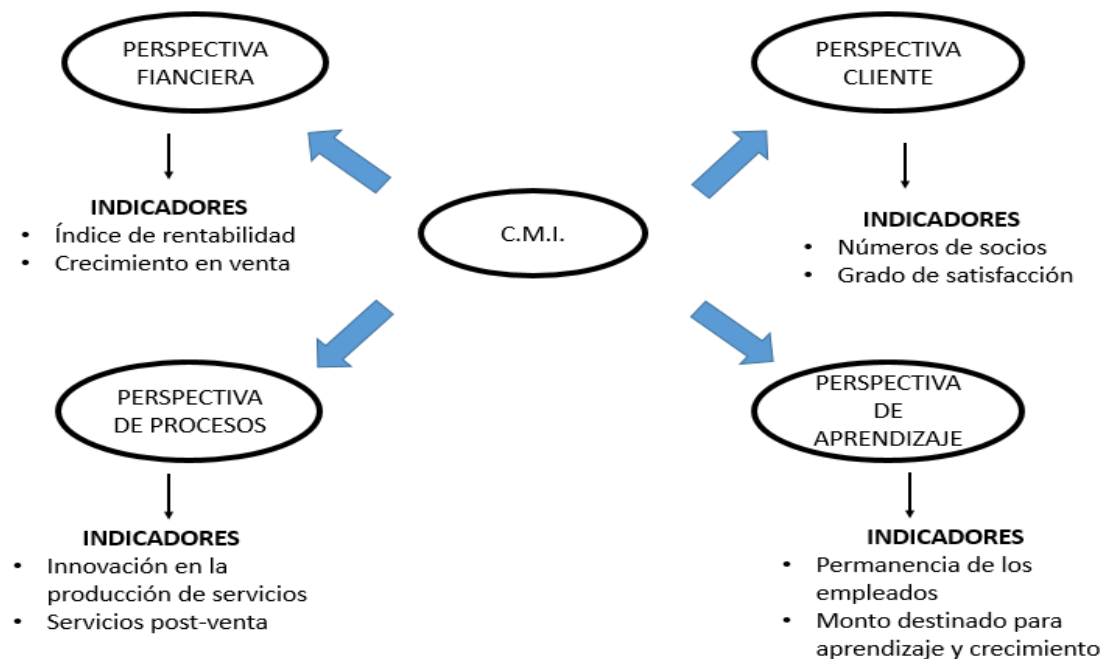 PERSPECTIVA
FIANCIERA
INDICADORES
• Índice de rentabilidad
• Crecimiento en venta
PERSPECTIVA
CLIENTE
INDICADORES
• Números de socios
• Grado de satisfacción
C.M.I.
PERSPECTIVA
DE PROCESOS
INDICADORES
• Innovación en la
producción de servicios
• Servicios post-venta
PERSPECTIVA
DE
APRENDIZAJE
INDICADORES
• Permanencia de los
empleados
• Monto destinado para
aprendizaje y crecimiento